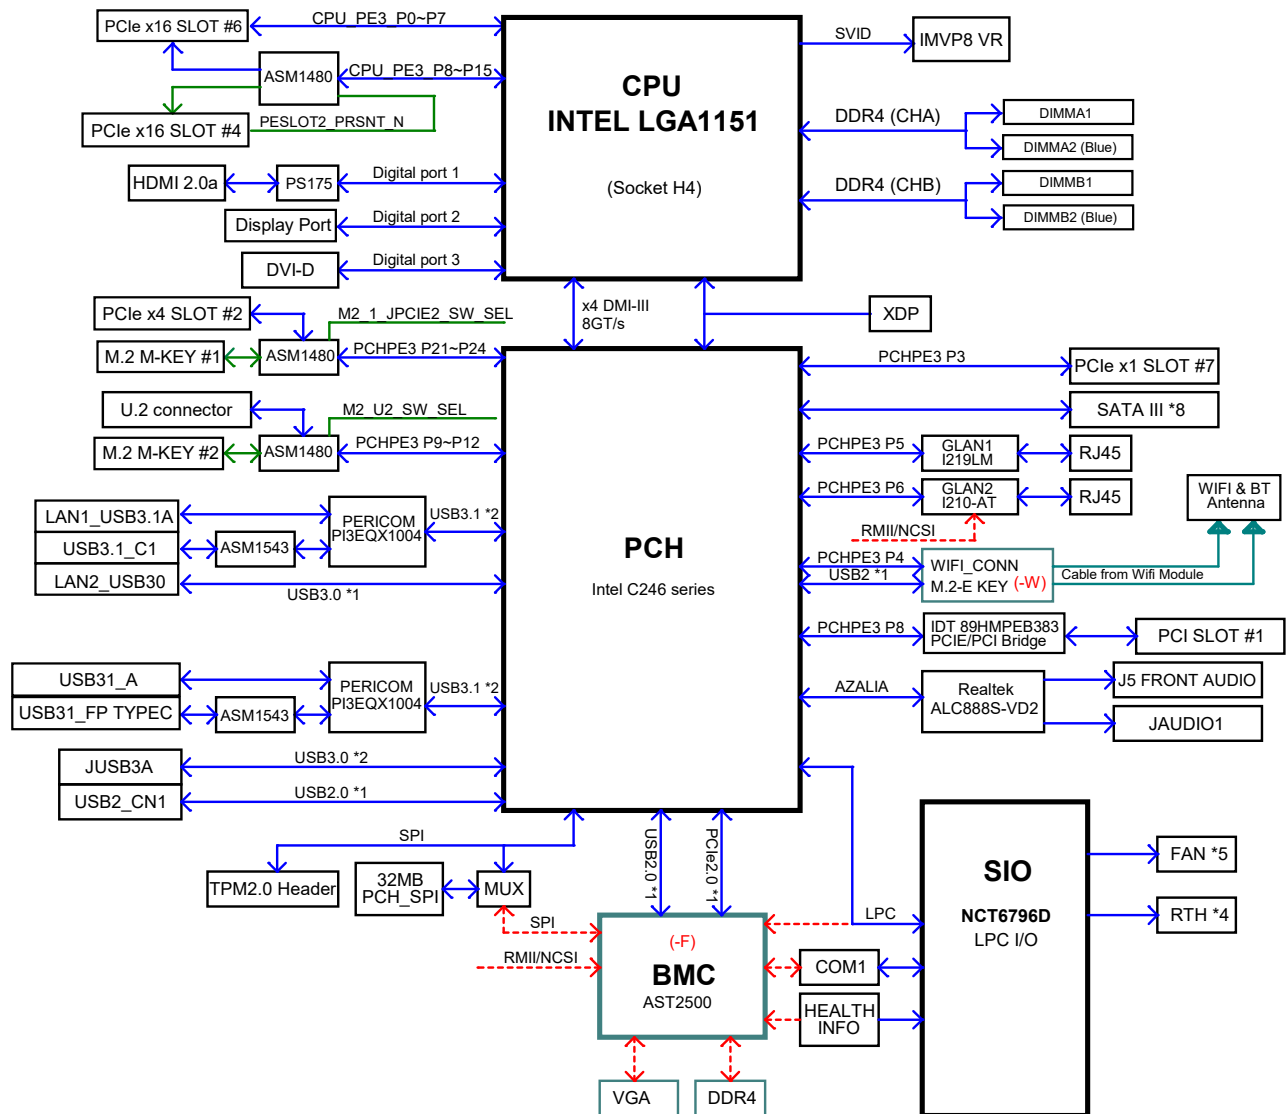 PCIe x16 SLOT #6
CPU_PE3_P0~P7
ASM1480
CPU_PE3_P8~P15
PCIe x16 SLOT #4
PESLOT2_PRSNT_N
HDMI 2.0a
PS175
Digital port 1
Display Port
Digital port 2
DVI-D
Digital port 3
CPU
INTEL LGA1151
(Socket H4)
SVID
IMVP8 VR
DDR4 (CHA)
DIMMA1
DIMMA2 (Blue)
DDR4 (CHB)
DIMMB1
DIMMB2 (Blue)
x4 DMI-III
8GT/s
XDP
PCIe x4 SLOT #2
M2_1_JPCIE2_SW_SEL
M.2 M-KEY #1
ASM1480
PCHPE3 P21~P24
U.2 connector
M2_U2_SW_SEL
M.2 M-KEY #2
ASM1480
PCHPE3 P9~P12
LAN1_USB3.1A
USB3.1_C1
LAN2_USB30
ASM1543
PERICOM
PI3EQX1004
USB3.1 *2
USB3.0 *1
USB31_A
USB31_FP TYPEC
ASM1543
PERICOM
PI3EQX1004
USB3.1 *2
JUSB3A
USB3.0 *2
USB2_CN1
USB2.0 *1
PCH
Intel C246 series
PCHPE3 P3
PCIe x1 SLOT #7
SATA III *8
PCHPE3 P5
GLAN1
I219LM
RJ45
PCHPE3 P6
GLAN2
I210-AT
RJ45
RMII/NCSI
WIFI & BT
Antenna
PCHPE3 P4
USB2 *1
WIFI_CONN
M.2-E KEY (-W)
Cable from Wifi Module
PCHPE3 P8
IDT 89HMPEB383
PCIE/PCI Bridge
PCI SLOT #1
AZALIA
Realtek
ALC888S-VD2
J5 FRONT AUDIO
JAUDIO1
SPI
TPM2.0 Header
32MB
PCH_SPI
MUX
SPI
RMII/NCSI
USB2.0 *1
PCIe2.0 *1
(-F)
BMC
AST2500
LPC
COM1
HEALTH
INFO
VGA
DDR4
SIO
NCT6796D
LPC I/O
FAN *5
RTH *4